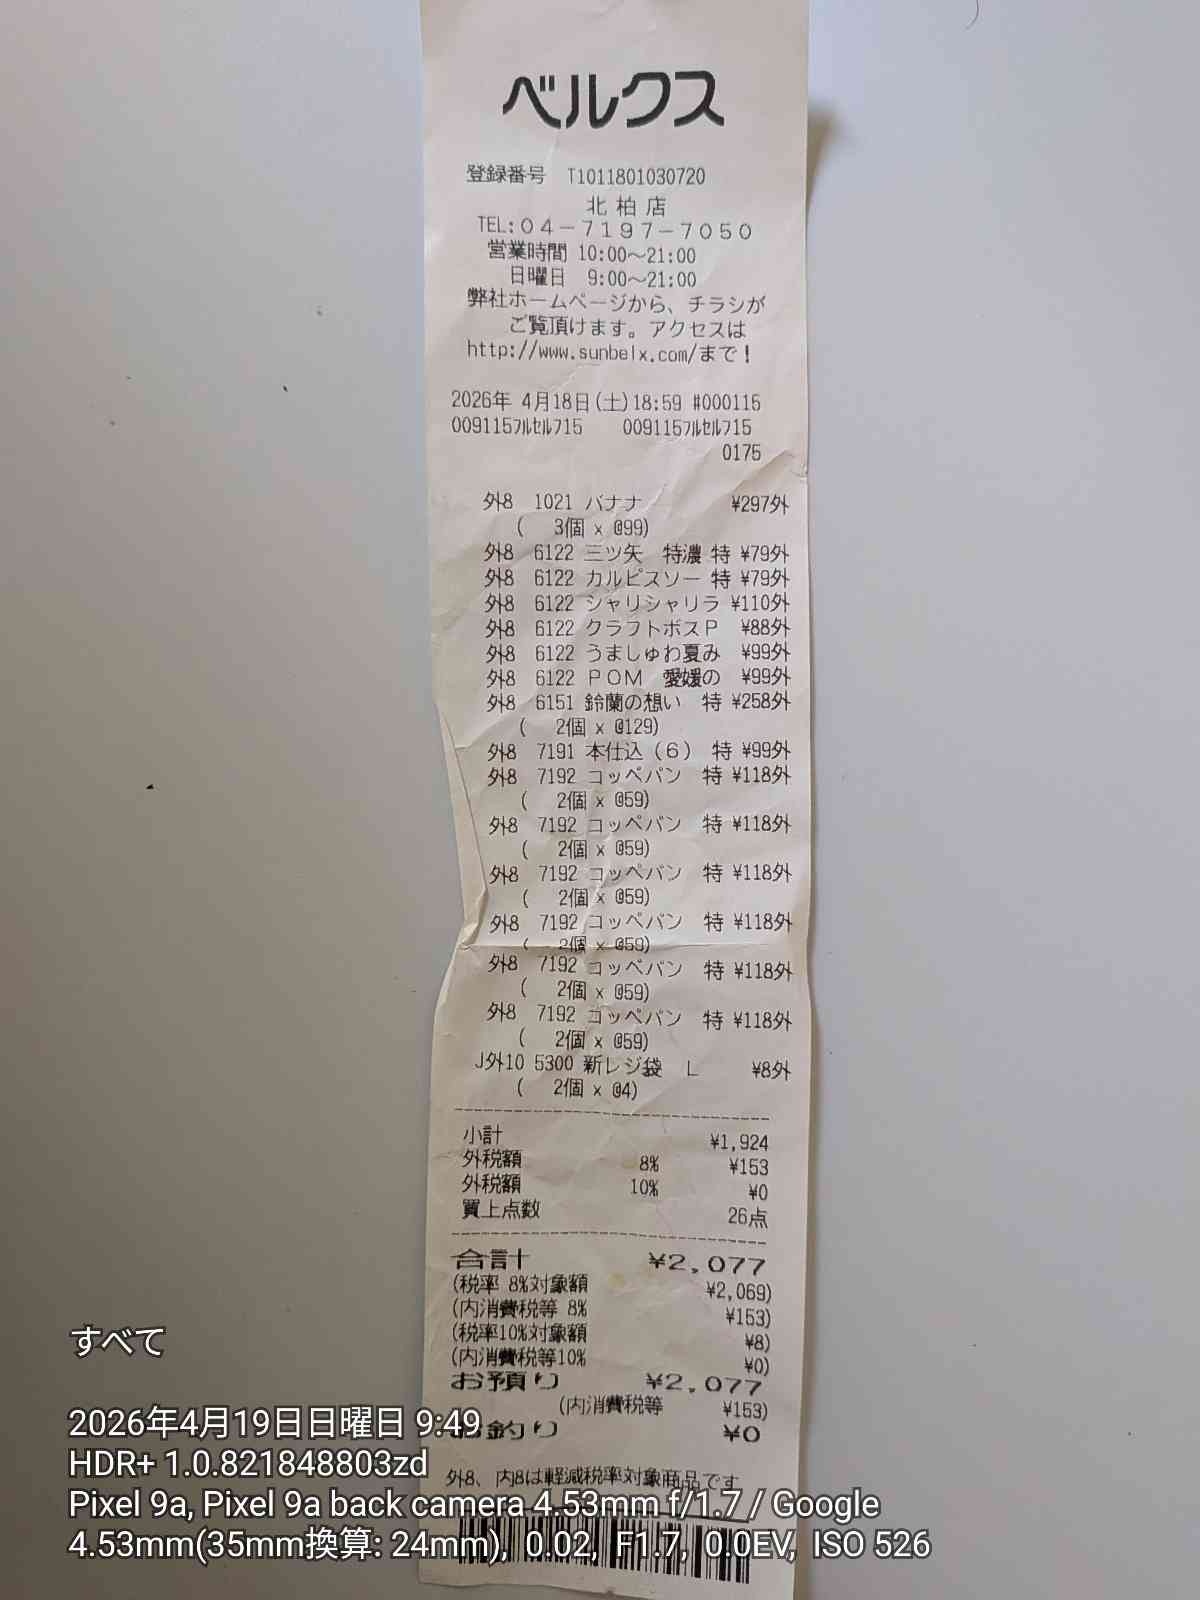 ベルクス
登録番号 T1011801030720
北柏店
TEL:04-7197-7050
営業時間 10:00～21:00
日曜日 9:00～21:00
弊社ホームページから、チラシが
ご覧頂けます。アクセスは
http://www.sunbelx.com/まで！
2026年 4月18日(土)18:59 #000115
009115ﾌﾙｾﾙﾌ15 009115ﾌﾙｾﾙﾌ15
0175
外8 1021 バナナ ¥297外
( 3個 x @99)
外8 6122 三ツ矢 特濃 特 ¥79外
外8 6122 カルピスソー 特 ¥79外
外8 6122 シャリシャリラ ¥110外
外8 6122 クラフトボスP ¥88外
外8 6122 うましゅわ夏み ¥99外
外8 6122 POM 愛媛の ¥99外
外8 6151 鈴蘭の想い 特 ¥258外
( 2個 x @129)
外8 7191 本仕込(6) 特 ¥99外
外8 7192 コッペパン 特 ¥118外
( 2個 x @59)
外8 7192 コッペパン 特 ¥118外
( 2個 x @59)
外8 7192 コッペパン 特 ¥118外
( 2個 x @59)
外8 7192 コッペパン 特 ¥118外
( 2個 x @59)
外8 7192 コッペパン 特 ¥118外
( 2個 x @59)
外8 7192 コッペパン 特 ¥118外
( 2個 x @59)
J外10 5300 新レジ袋 L ¥8外
( 2個 x @4)
小計 ¥1,924
外税額 8% ¥153
外税額 10% ¥0
買上点数 26点
合計 ¥2,077
(税率 8%対象額 ¥2,069)
(内消費税等 8% ¥153)
(税率10%対象額 ¥8)
(内消費税等10% ¥0)
お預り ¥2,077
(内消費税等 ¥153)
お釣り ¥0
外8、内8は軽減税率対象商品です
すべて
2026年4月19日日曜日 9:49
HDR+ 1.0.821848803zd
Pixel 9a, Pixel 9a back camera 4.53mm f/1.7 / Google
4.53mm(35mm換算: 24mm), 0.02, F1.7, 0.0EV, ISO 526